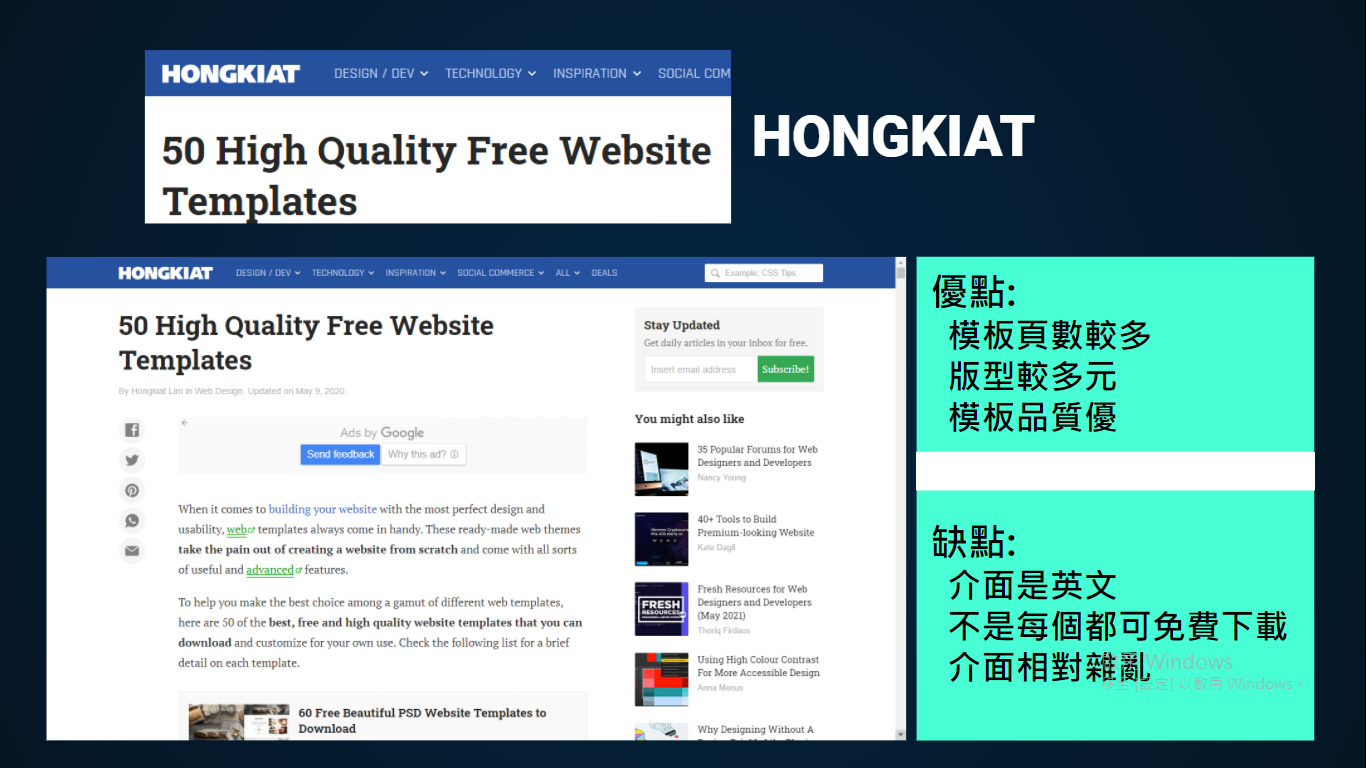 HONGKIAT DESIGN / DEV TECHNOLOGY INSPIRATION SOCIAL COM
50 High Quality Free Website
Templates
HONGKIAT
HONGKIAT DESIGN / DEV TECHNOLOGY INSPIRATION SOCIAL COMMERCE ALL DEALS Example: CSS Tips
50 High Quality Free Website
Templates
By Hongkiat Lim in Web Design. Updated on May 9, 2020.
Ads by Google
Send feedback Why this ad?
When it comes to building your website with the most perfect design and
usability, web templates always come in handy. These ready-made web themes
take the pain out of creating a website from scratch and come with all sorts
of useful and advanced features.
To help you make the best choice among a gamut of different web templates,
here are 50 of the best, free and high quality website templates that you can
download and customize for your own use. Check the following list for a brief
detail on each template.
60 Free Beautiful PSD Website Templates to
Download
Stay Updated
Get daily articles in your inbox for free.
Insert email address Subscribe!
You might also like
35 Popular Forums for Web
Designers and Developers
Nancy Young
40+ Tools to Build
Premium-looking Website
Kate Dagli
FRESH
RESOURCES
Fresh Resources for Web
Designers and Developers
(May 2021)
Thoriq Firdaus
Using High Colour Contrast
For More Accessible Design
Anna Monus
Why Designing Without A
優點:
模板頁數較多
版型較多元
模板品質優
缺點:
介面是英文
不是每個都可免費下載
介面相對雜亂
Windows
[設定] 以啟用 Windows。